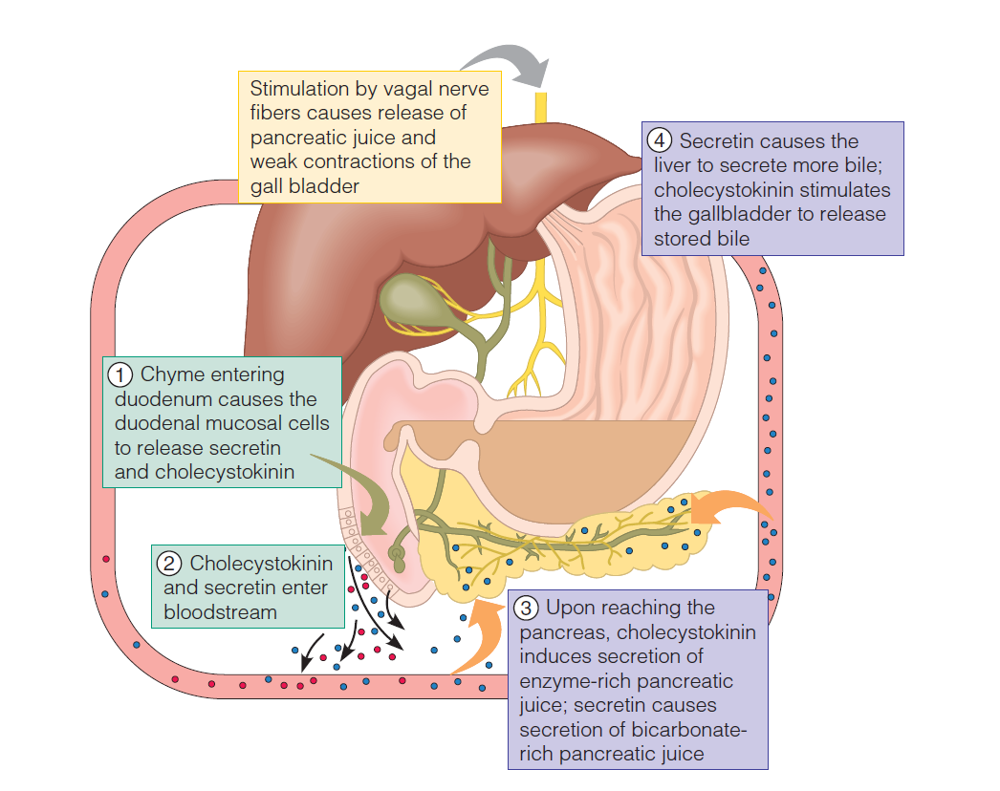 Stimulation by vagal nerve
fibers causes release of
pancreatic juice and
weak contractions of the
gall bladder
④ Secretin causes the
liver to secrete more bile;
cholecystokinin stimulates
the gallbladder to release
stored bile
① Chyme entering
duodenum causes the
duodenal mucosal cells
to release secretin
and cholecystokinin
② Cholecystokinin
and secretin enter
bloodstream
③ Upon reaching the
pancreas, cholecystokinin
induces secretion of
enzyme-rich pancreatic
juice; secretin causes
secretion of bicarbonate-
rich pancreatic juice